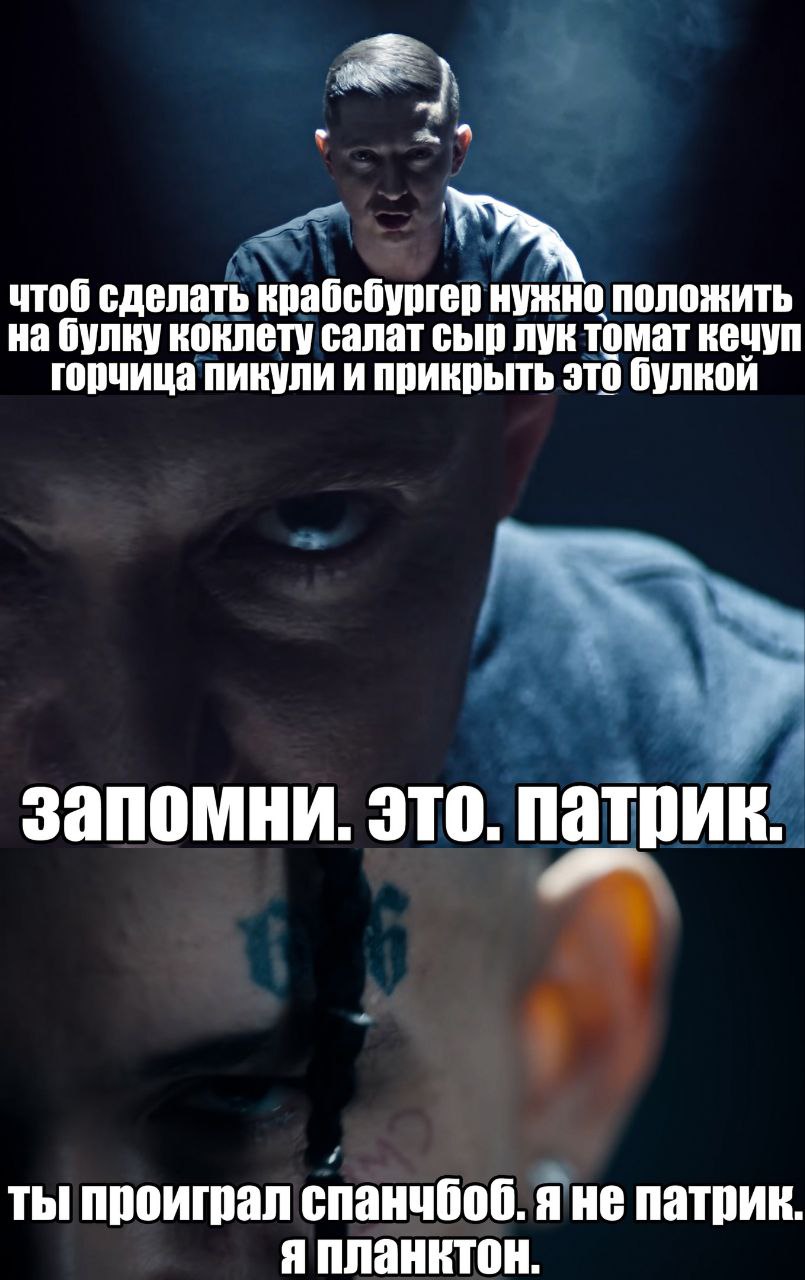 чтоб сделать крабсбургер нужно положить
на булку коклету салат сыр лук томат кечуп
горчица пикули и прикрыть это булкой
запомни. это. патрик.
66
ты проиграл спанчбоб. я не патрик.
я планктон.